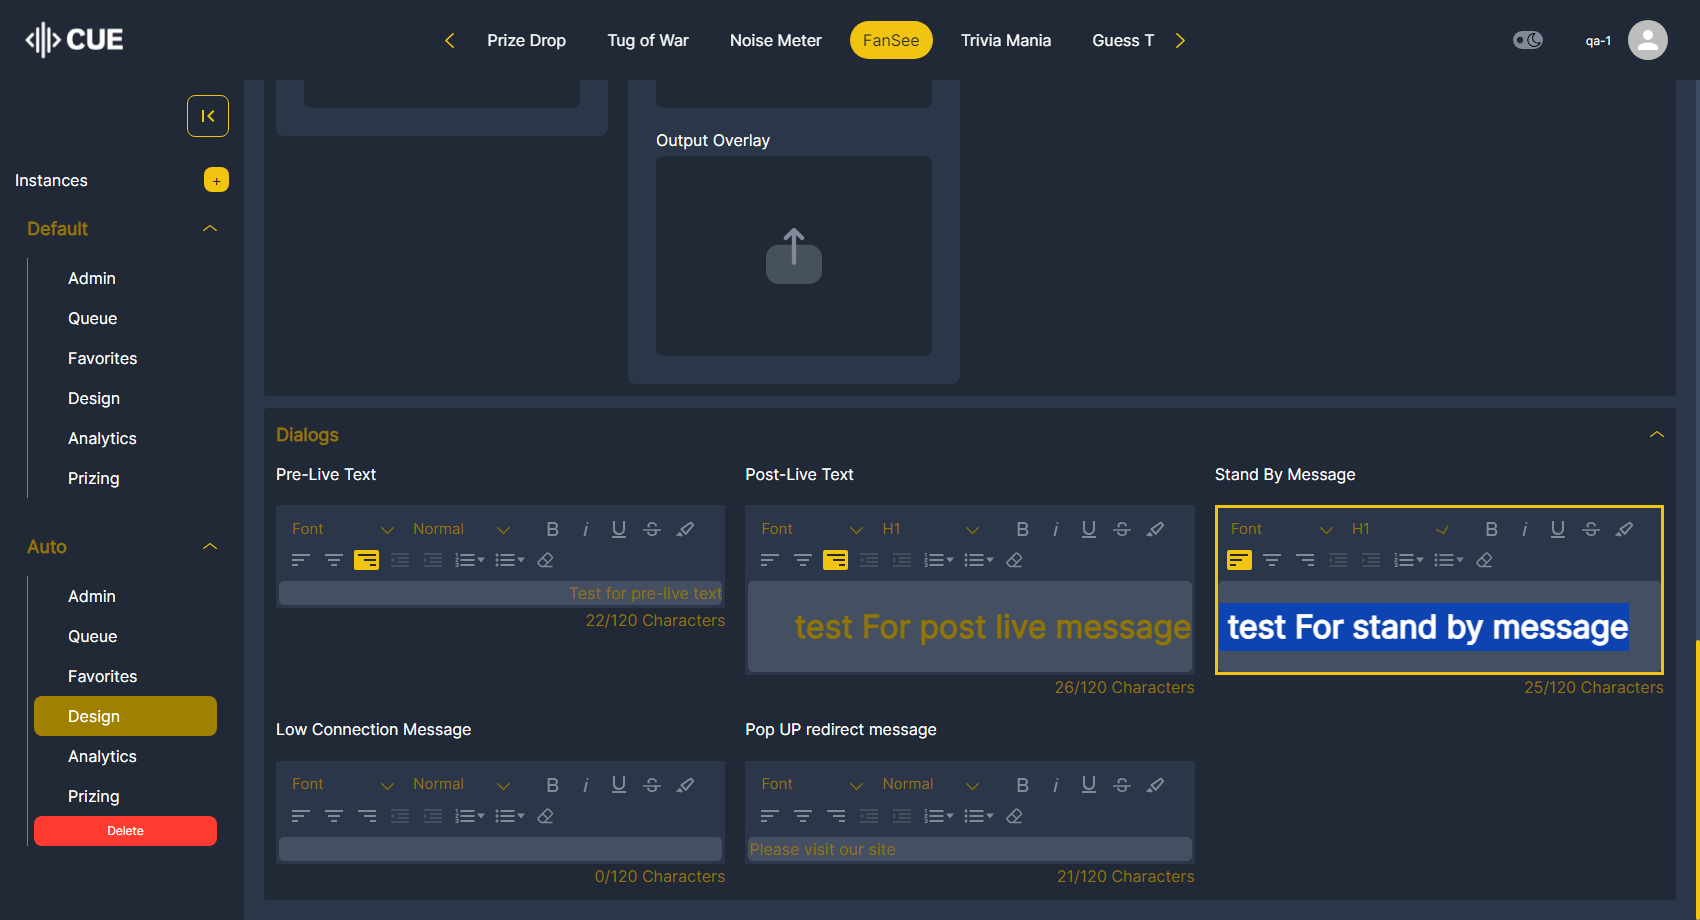 CUE
Prize Drop
Tug of War
Noise Meter
FanSee
Trivia Mania
Guess T
qa-1
Instances
+
Default
Admin
Queue
Favorites
Design
Analytics
Prizing
Auto
Admin
Queue
Favorites
Design
Analytics
Prizing
Delete
Output Overlay
Dialogs
Pre-Live Text
Font
Normal
B i U S
Test for pre-live text
22/120 Characters
Post-Live Text
Font
H1
B i U S
test For post live message
26/120 Characters
Stand By Message
Font
H1
B i U S
test For stand by message
25/120 Characters
Low Connection Message
Font
Normal
B i U S
0/120 Characters
Pop UP redirect message
Font
Normal
B i U S
Please visit our site
21/120 Characters